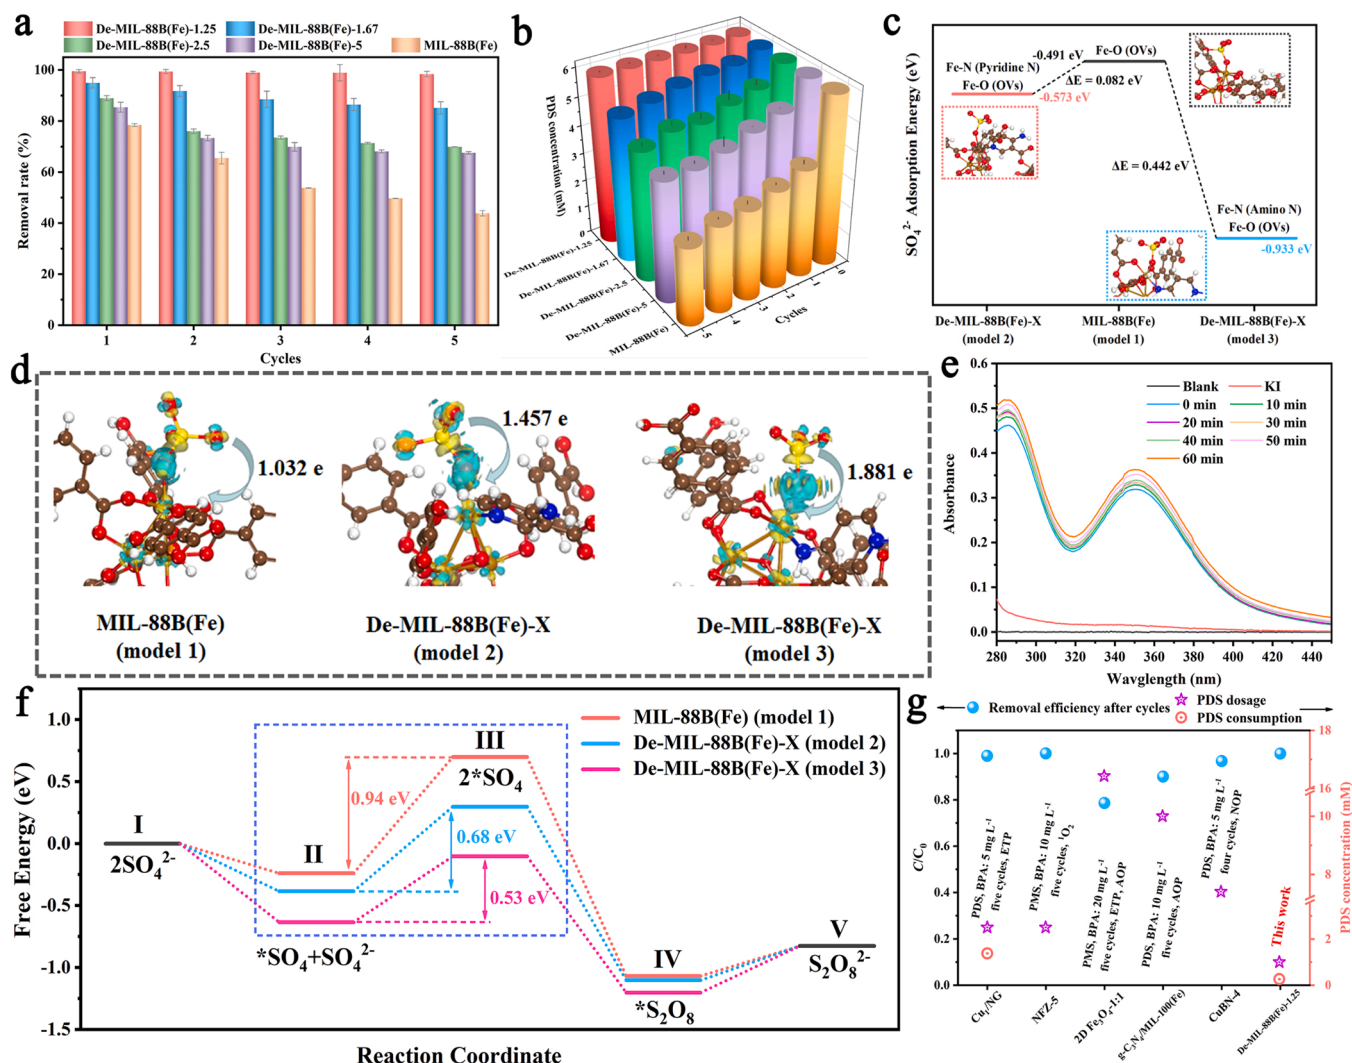 a
De-MIL-88B(Fe)-1.25
De-MIL-88B(Fe)-1.67
De-MIL-88B(Fe)-2.5
De-MIL-88B(Fe)-5
MIL-88B(Fe)
Removal rate (%)
100
80
60
40
20
0
1
2
3
4
5
Cycles
b
PDS concentration (mM)
6
5
4
3
2
1
0
De-MIL-88B(Fe)-1.25
De-MIL-88B(Fe)-1.67
De-MIL-88B(Fe)-2.5
De-MIL-88B(Fe)-5
MIL-88B(Fe)
5
4
3
2
1
0
Cycles
c
SO₄²⁻ Adsorption Energy (eV)
Fe-N (Pyridine N)
Fe-O (OVs)
-0.573 eV
-0.491 eV
Fe-O (OVs)
ΔE = 0.082 eV
ΔE = 0.442 eV
Fe-N (Amino N)
Fe-O (OVs)
-0.933 eV
De-MIL-88B(Fe)-X
(model 2)
MIL-88B(Fe)
(model 1)
De-MIL-88B(Fe)-X
(model 3)
d
1.032 e
1.457 e
1.881 e
MIL-88B(Fe)
(model 1)
De-MIL-88B(Fe)-X
(model 2)
De-MIL-88B(Fe)-X
(model 3)
e
Absorbance
0.6
0.5
0.4
0.3
0.2
0.1
0.0
Blank
KI
0 min
10 min
20 min
30 min
40 min
50 min
60 min
280
300
320
340
360
380
400
420
440
Wavglength (nm)
f
Free Energy (eV)
1.0
0.5
0.0
-0.5
-1.0
-1.5
MIL-88B(Fe) (model 1)
De-MIL-88B(Fe)-X (model 2)
De-MIL-88B(Fe)-X (model 3)
I
2SO₄²⁻
II
*SO₄+SO₄²⁻
III
2*SO₄
0.94 eV
0.68 eV
0.53 eV
IV
*S₂O₈
V
S₂O₈²⁻
Reaction Coordinate
g
Removal efficiency after cycles
PDS dosage
PDS consumption
C/C₀
1.0
0.8
0.6
0.4
0.2
0.0
PDS, BPA: 5 mg L⁻¹
five cycles, ETP
PMS, BPA: 10 mg L⁻¹
five cycles, ¹O₂
PMS, BPA: 20 mg L⁻¹
five cycles, ETP, AOP
PDS, BPA: 10 mg L⁻¹
five cycles, AOP
PDS, BPA: 5 mg L⁻¹
four cycles, NOP
This work
18
16
10
8
2
0
PDS concentration (mM)
Cu₁/NG
NFZ-5
2D Fe₃O₄-1:1
g-C₃N₄/MIL-100(Fe)
CuBN-4
De-MIL-88B(Fe)-1.25